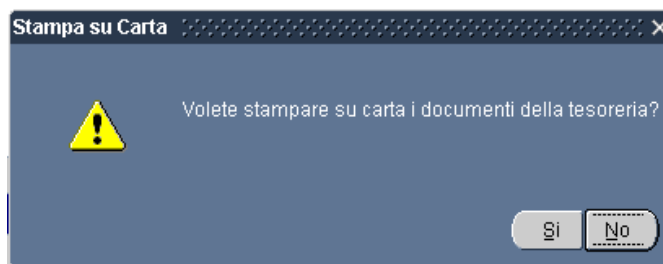 Stampa su Carta
Volete stampare su carta i documenti della tesoreria?
Si No